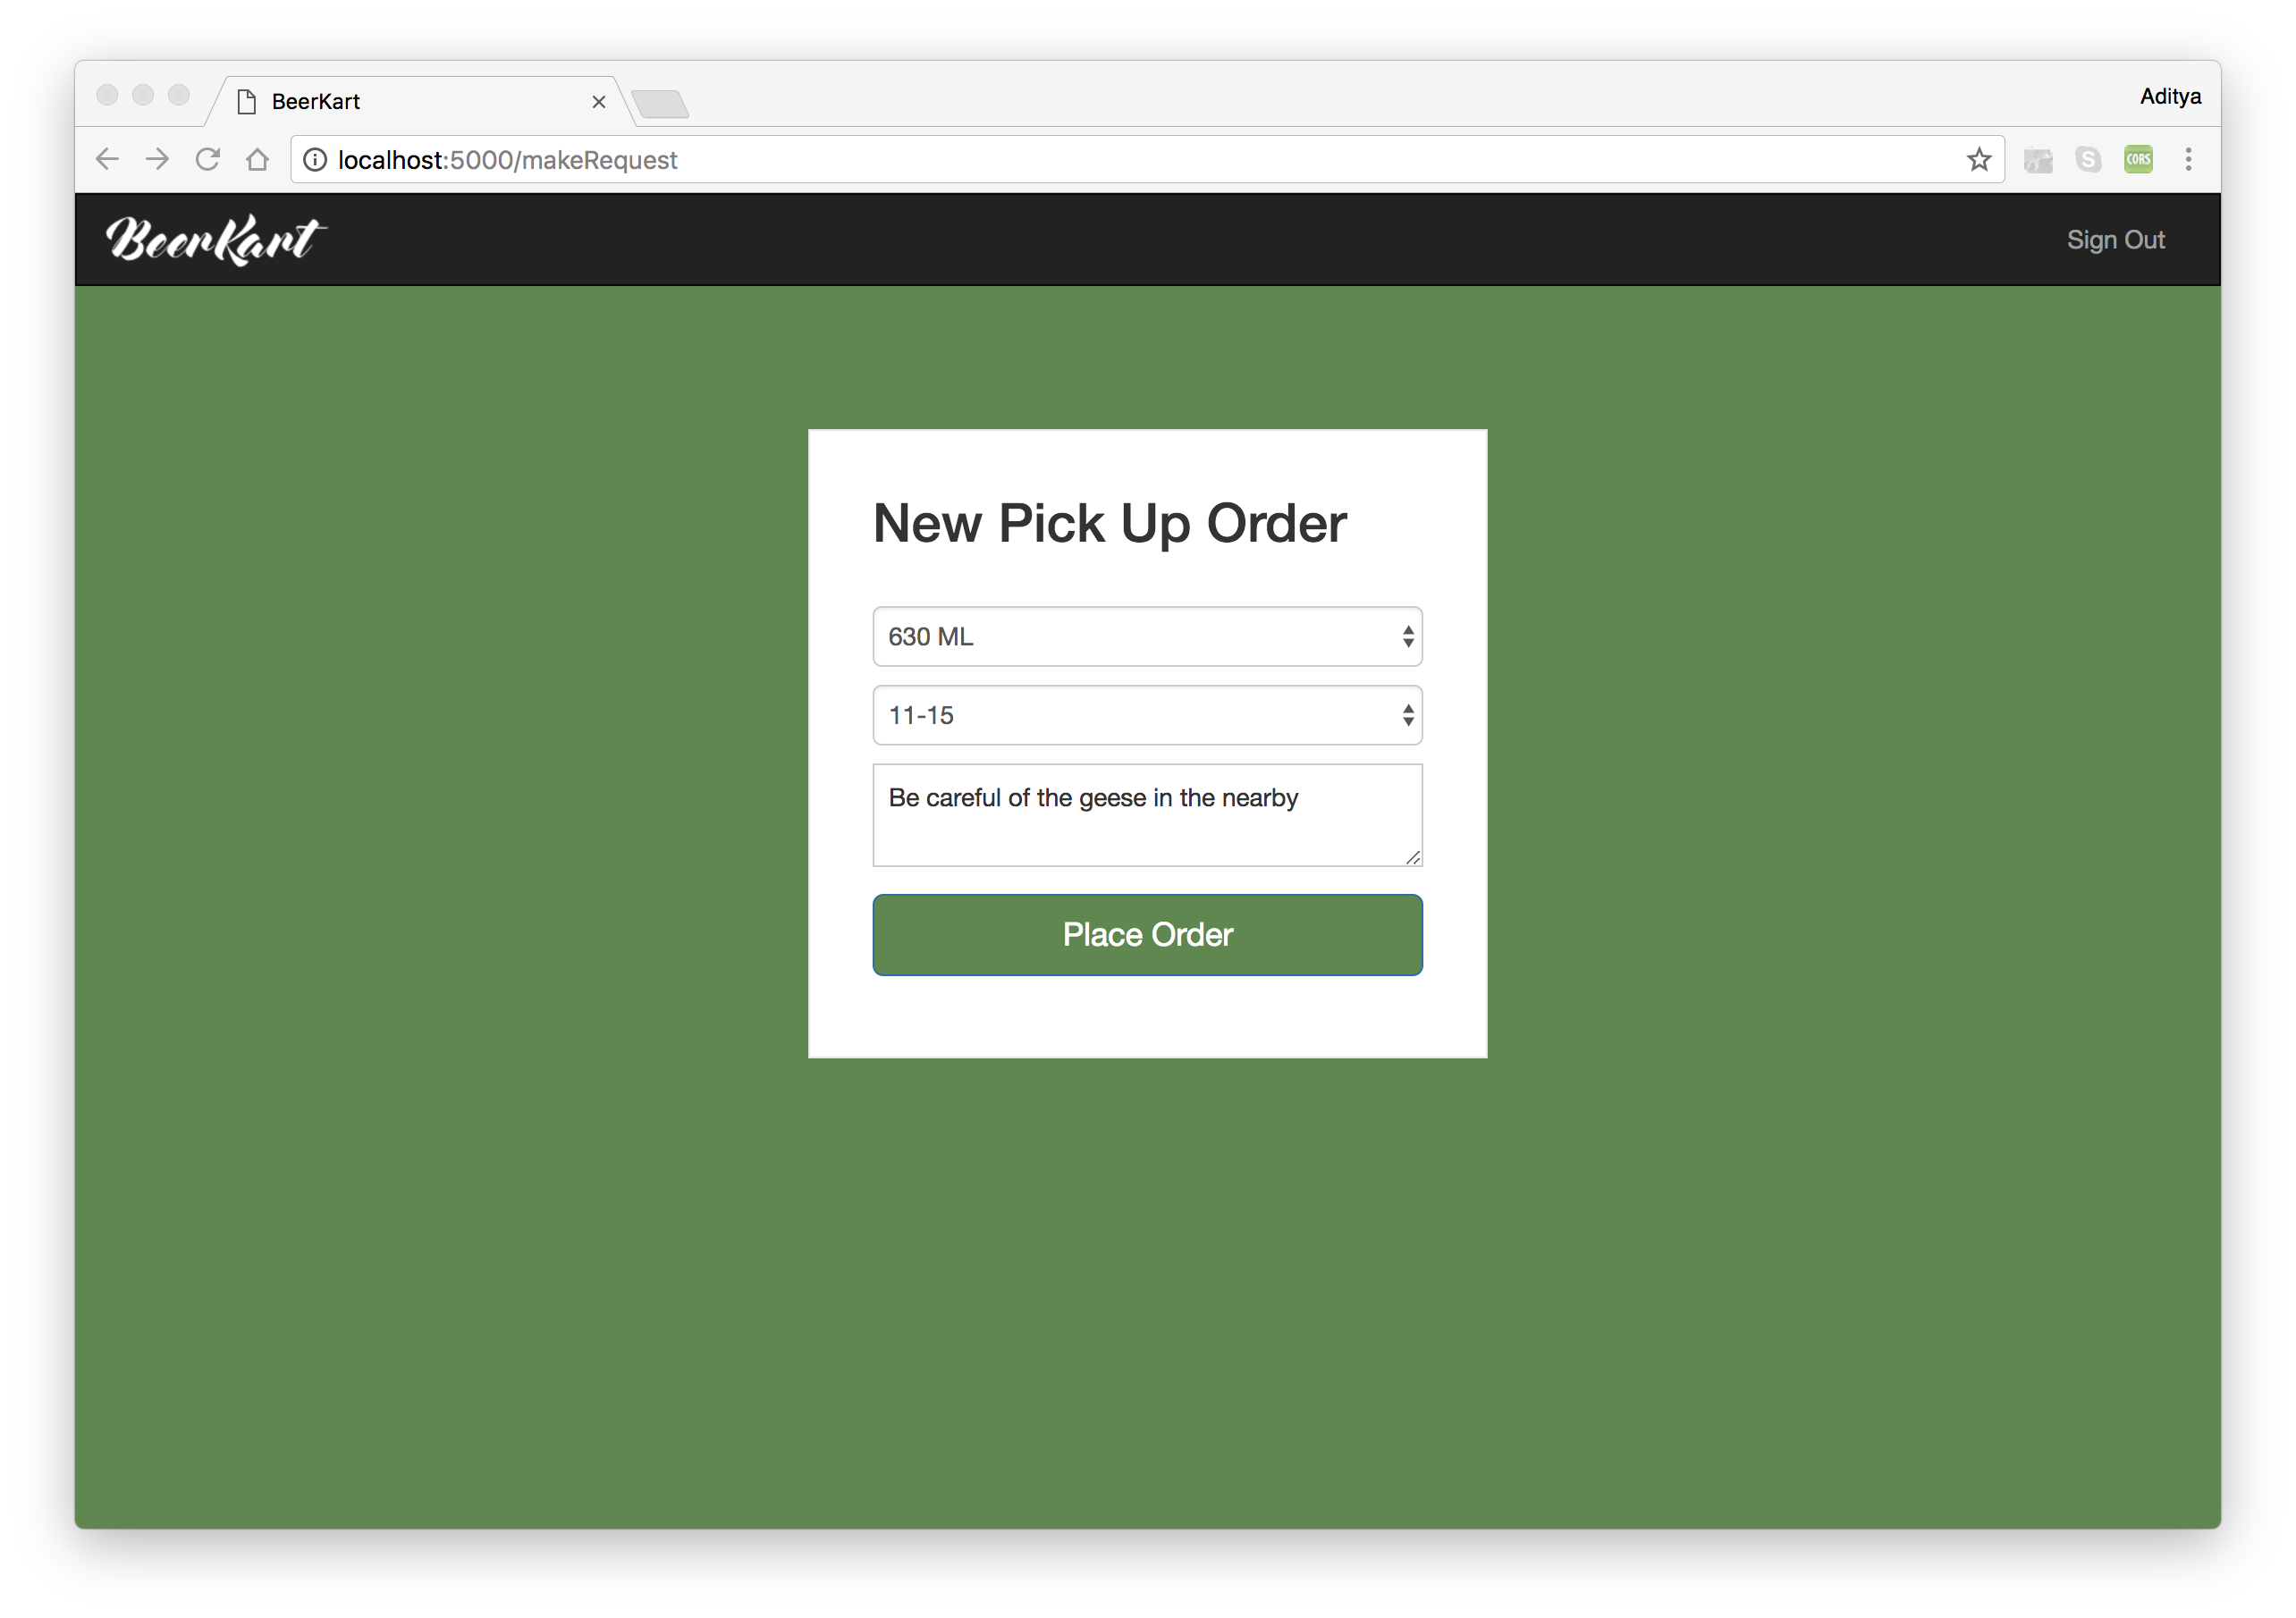 BeerKart
Aditya
localhost:5000/makeRequest
S
CORS
BeerKart
Sign Out
New Pick Up Order
630 ML
11-15
Be careful of the geese in the nearby
Place Order